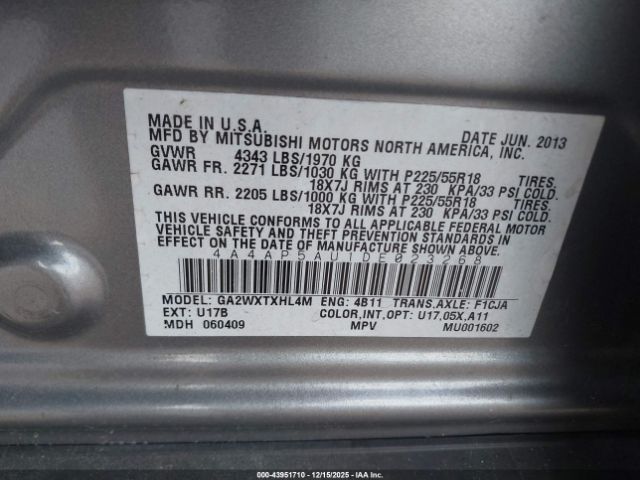 MADE IN U.S.A. DATE JUN. 2013
MFD BY MITSUBISHI MOTORS NORTH AMERICA, INC.
GVWR 4343 LBS/1970 KG
GAWR FR. 2271 LBS/1030 KG WITH P225/55R18 TIRES.
18X7J RIMS AT 230 KPA/33 PSI COLD.
GAWR RR. 2205 LBS/1000 KG WITH P225/55R18 TIRES.
18X7J RIMS AT 230 KPA/33 PSI COLD.
THIS VEHICLE CONFORMS TO ALL APPLICABLE FEDERAL MOTOR
VEHICLE SAFETY AND THEFT PREVENTION STANDARDS IN
EFFECT ON THE DATE OF MANUFACTURE SHOWN ABOVE.
4A4AP5AU1DE023268
MODEL: GA2WXTXHL4M ENG: 4B11 TRANS.AXLE: F1CJA
EXT: U17B COLOR,INT,OPT: U17,05X,A11
MDH 060409 MPV MU001602
000-43951710 - 12/15/2025 - IAA Inc.